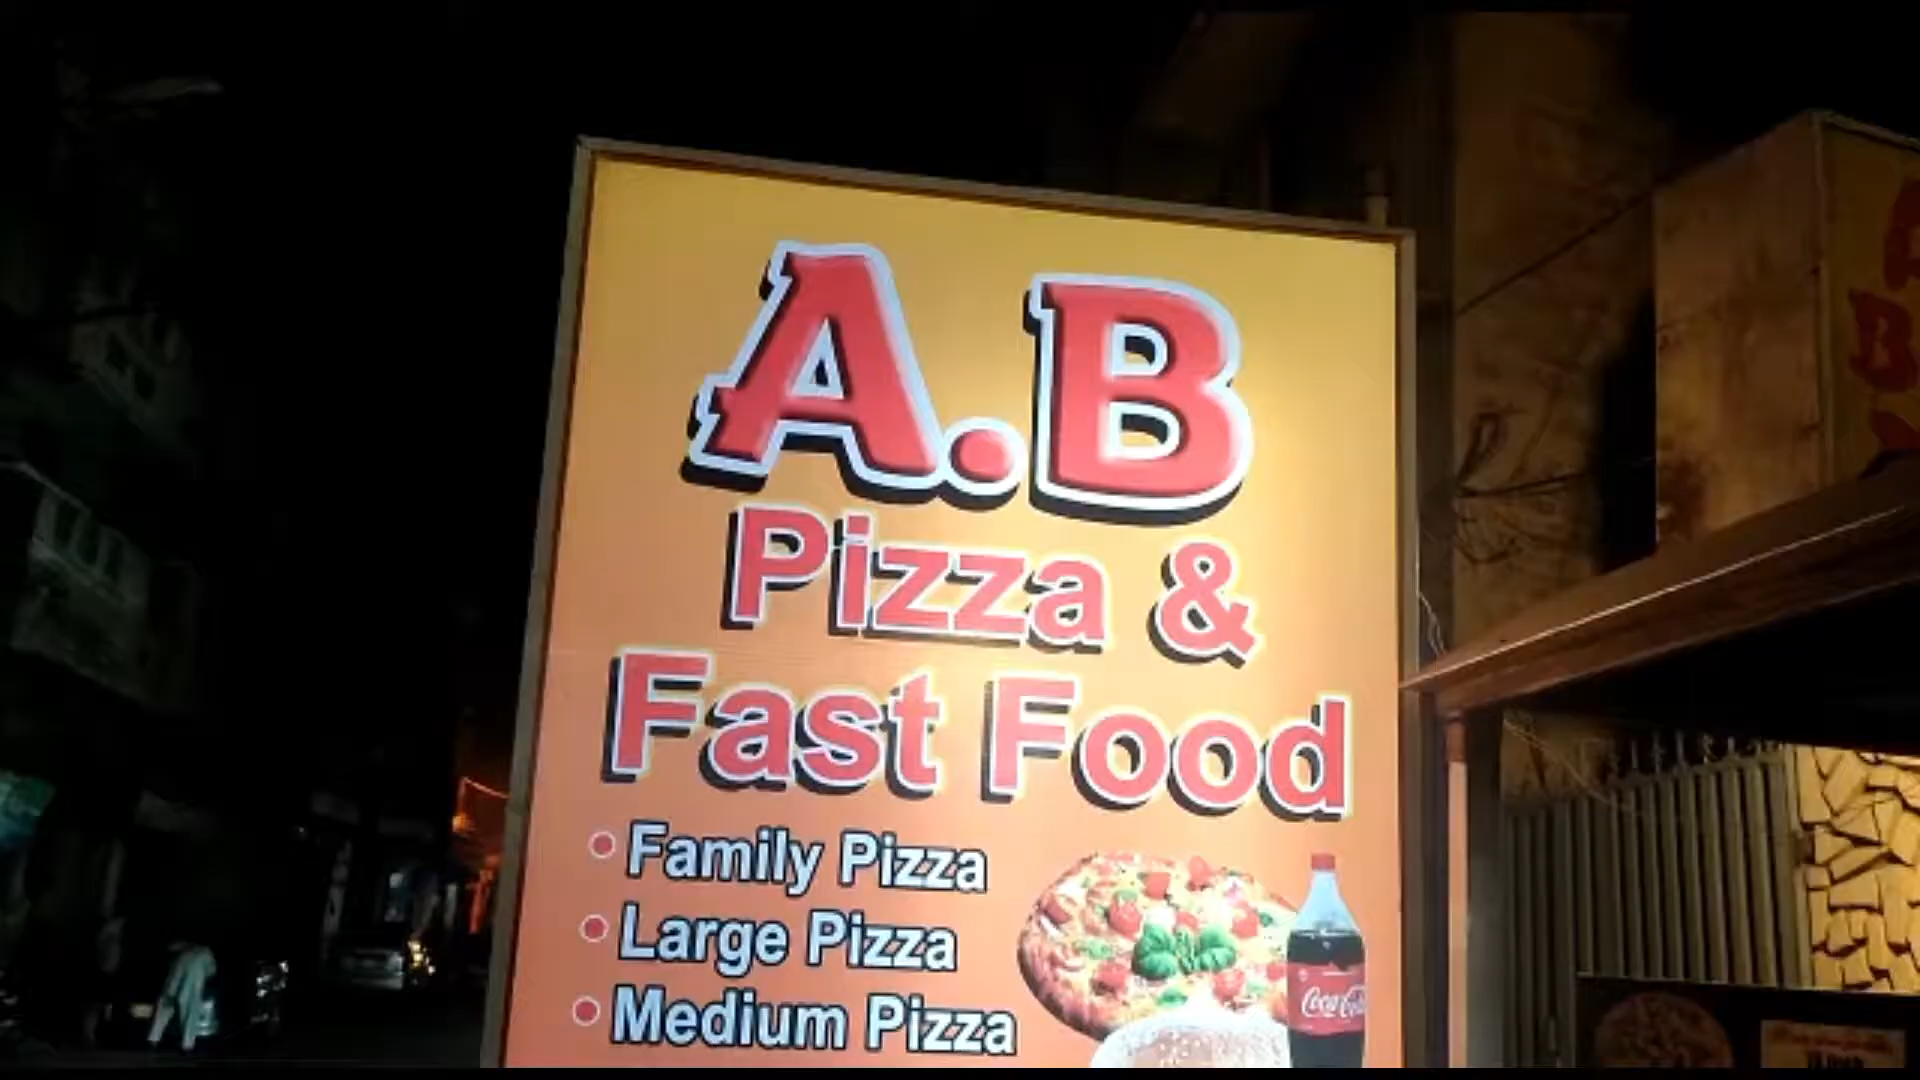 A.B
Pizza &
Fast Food
Family Pizza
Large Pizza
Medium Pizza
Coca-Cola